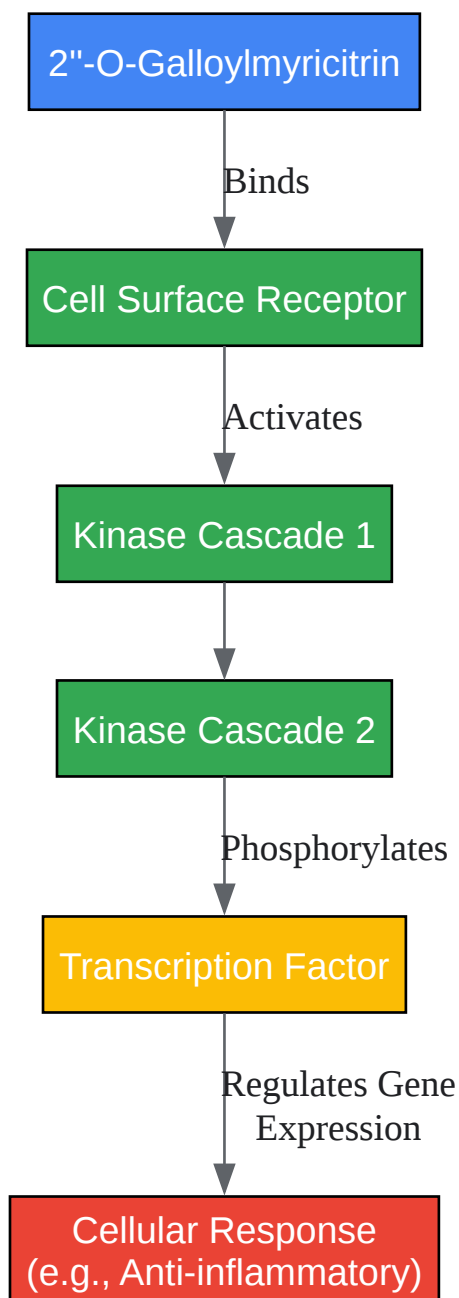 2"-O-Galloylmyricitrin
Binds
Cell Surface Receptor
Activates
Kinase Cascade 1
Kinase Cascade 2
Phosphorylates
Transcription Factor
Regulates Gene
Expression
Cellular Response
(e.g., Anti-inflammatory)